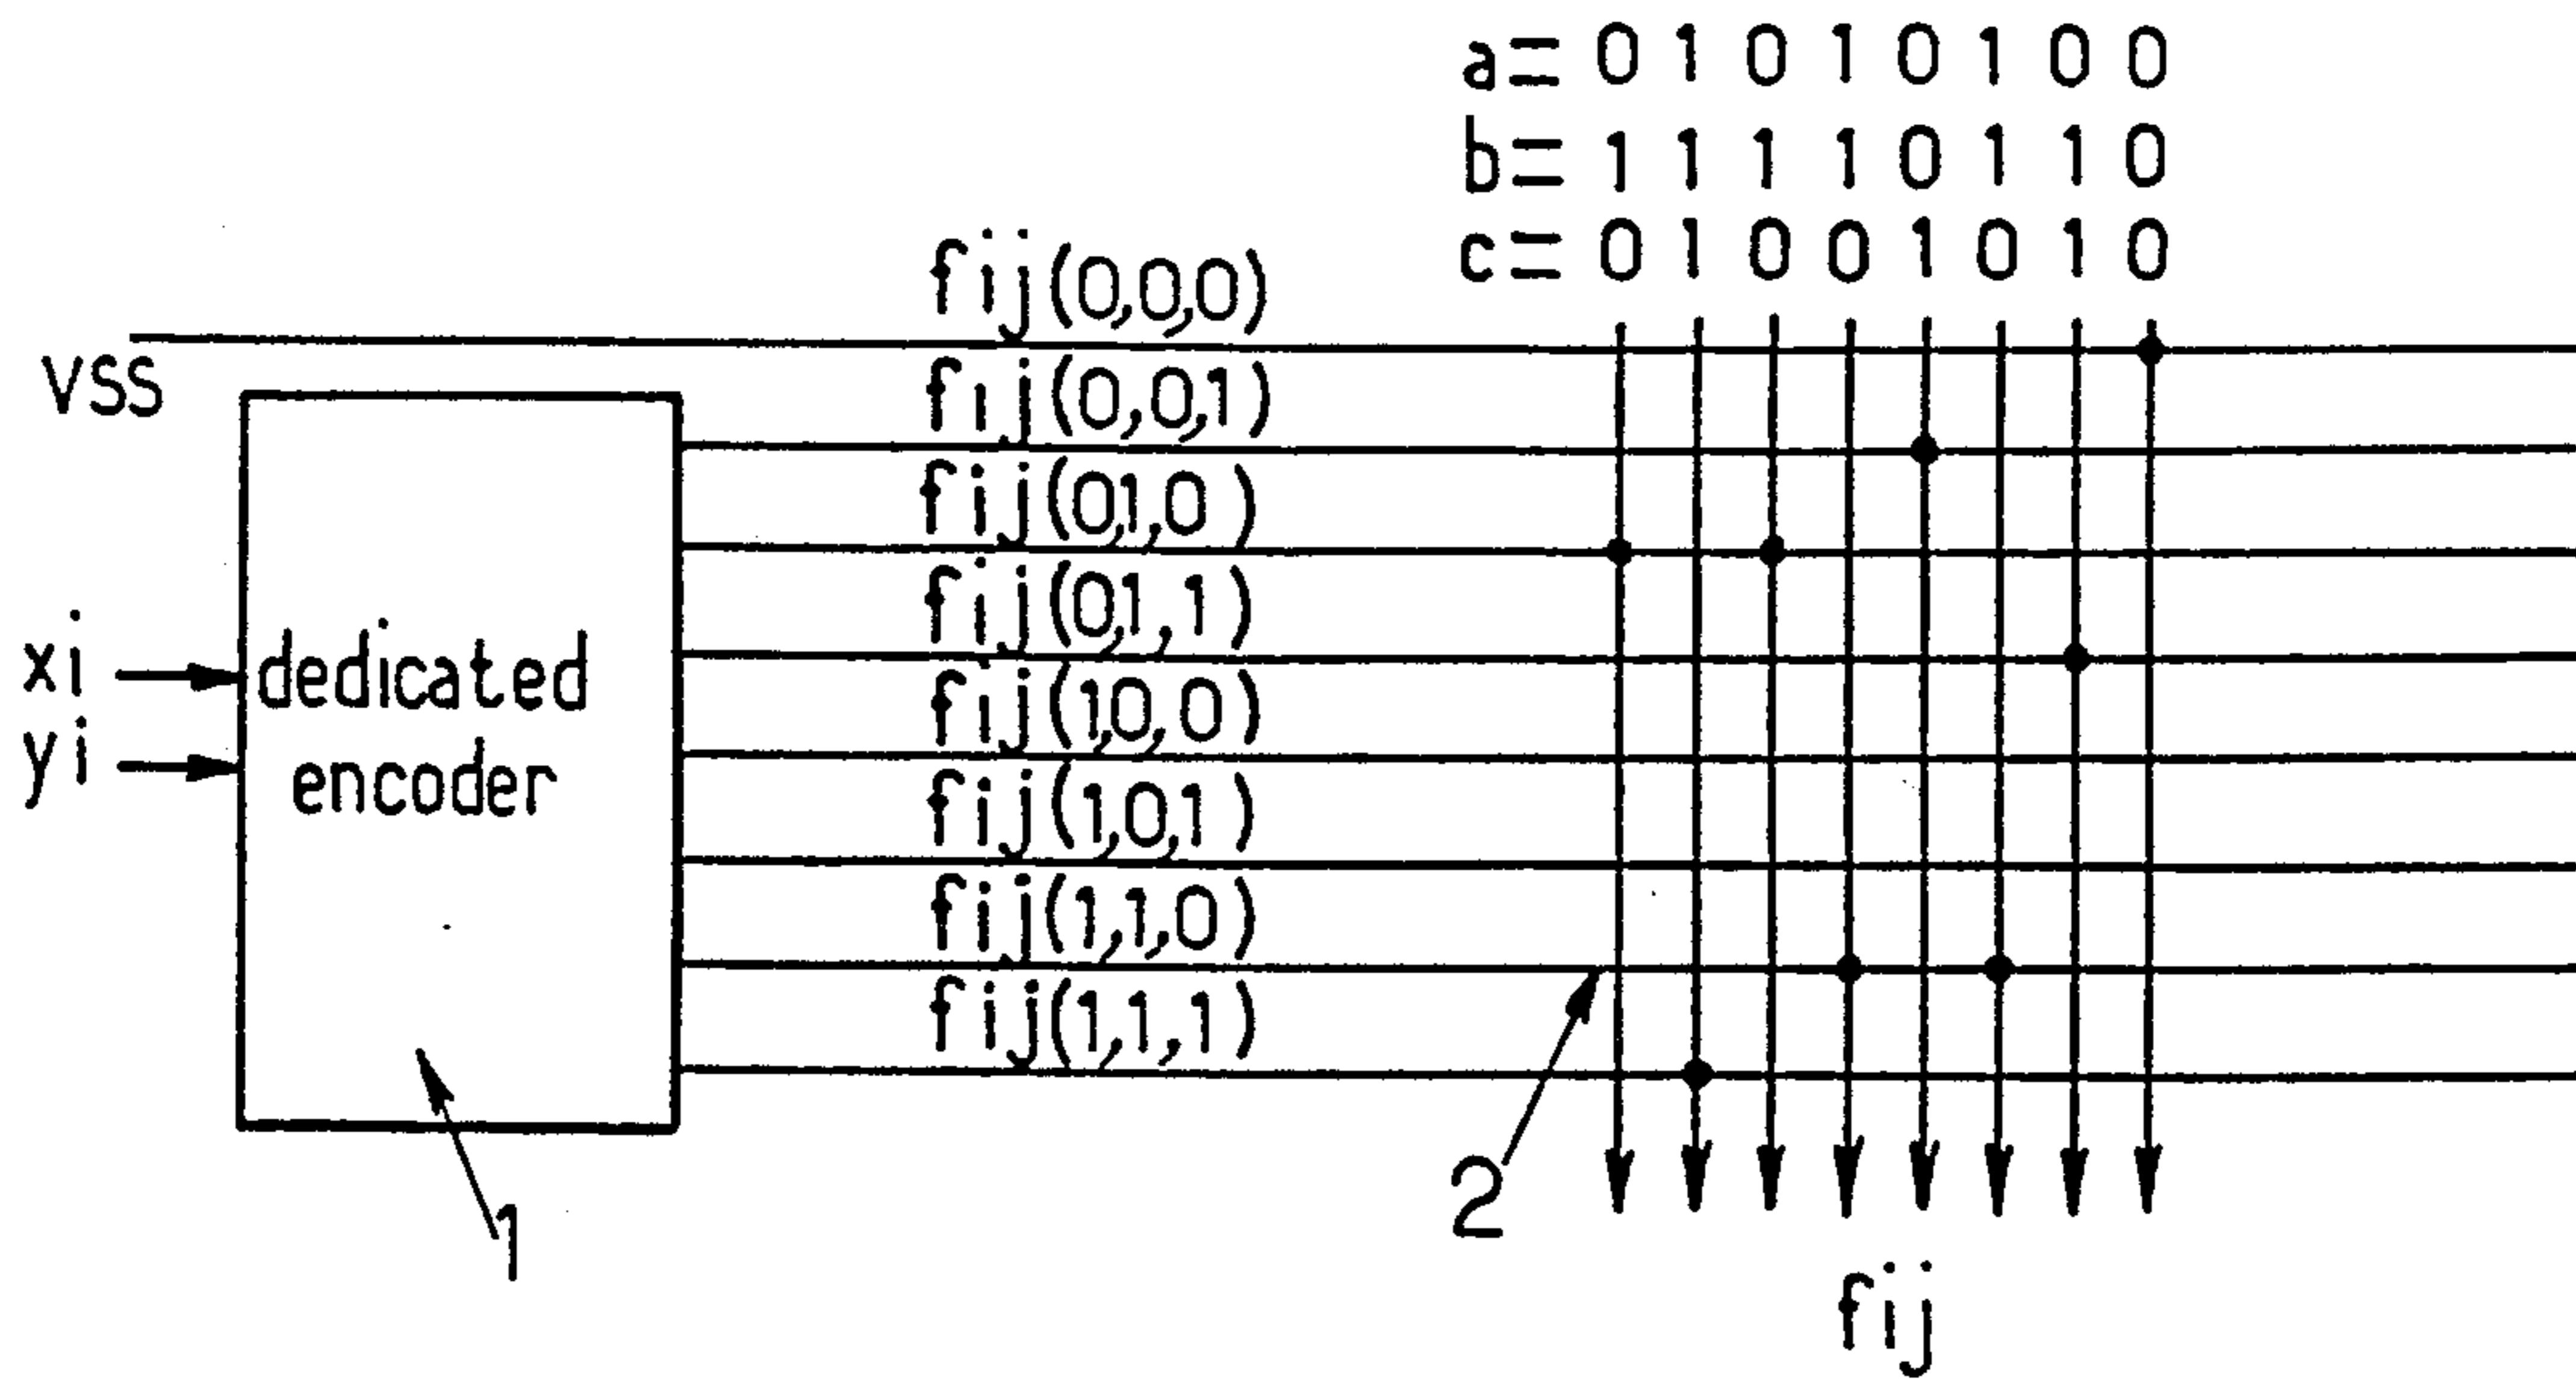 a= 0 1 0 1 0 1 0 0
b= 1 1 1 1 0 1 1 0
c= 0 1 0 0 1 0 1 0
fij(0,0,0)
VSS
fij(0,0,1)
fij(0,1,0)
fij(0,1,1)
xi
dedicated
fij(1,0,0)
yi
encoder
fij(1,0,1)
fij(1,1,0)
fij(1,1,1)
2
1
fij